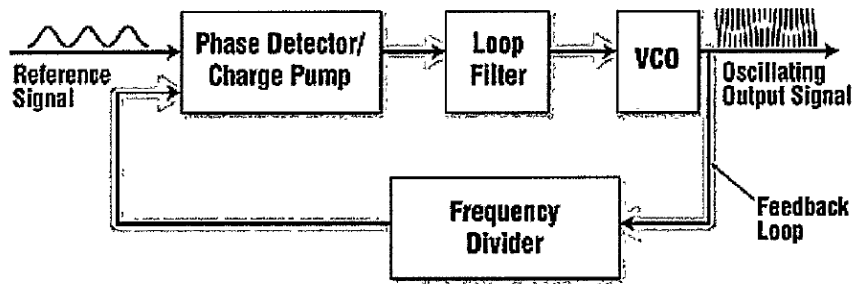 Reference
Signal
Phase Detector/
Charge Pump
Loop
Filter
VCO
Oscillating
Output Signal
Frequency
Divider
Feedback
Loop